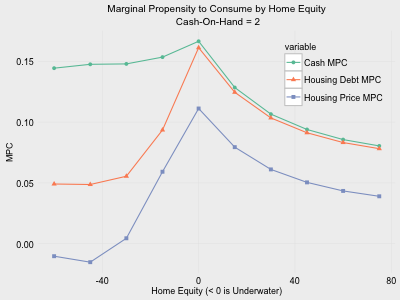 Marginal Propensity to Consume by Home Equity
Cash-On-Hand = 2
variable
Cash MPC
Housing Debt MPC
Housing Price MPC
MPC
0.15
0.10
0.05
0.00
-40
0
40
80
Home Equity (< 0 is Underwater)